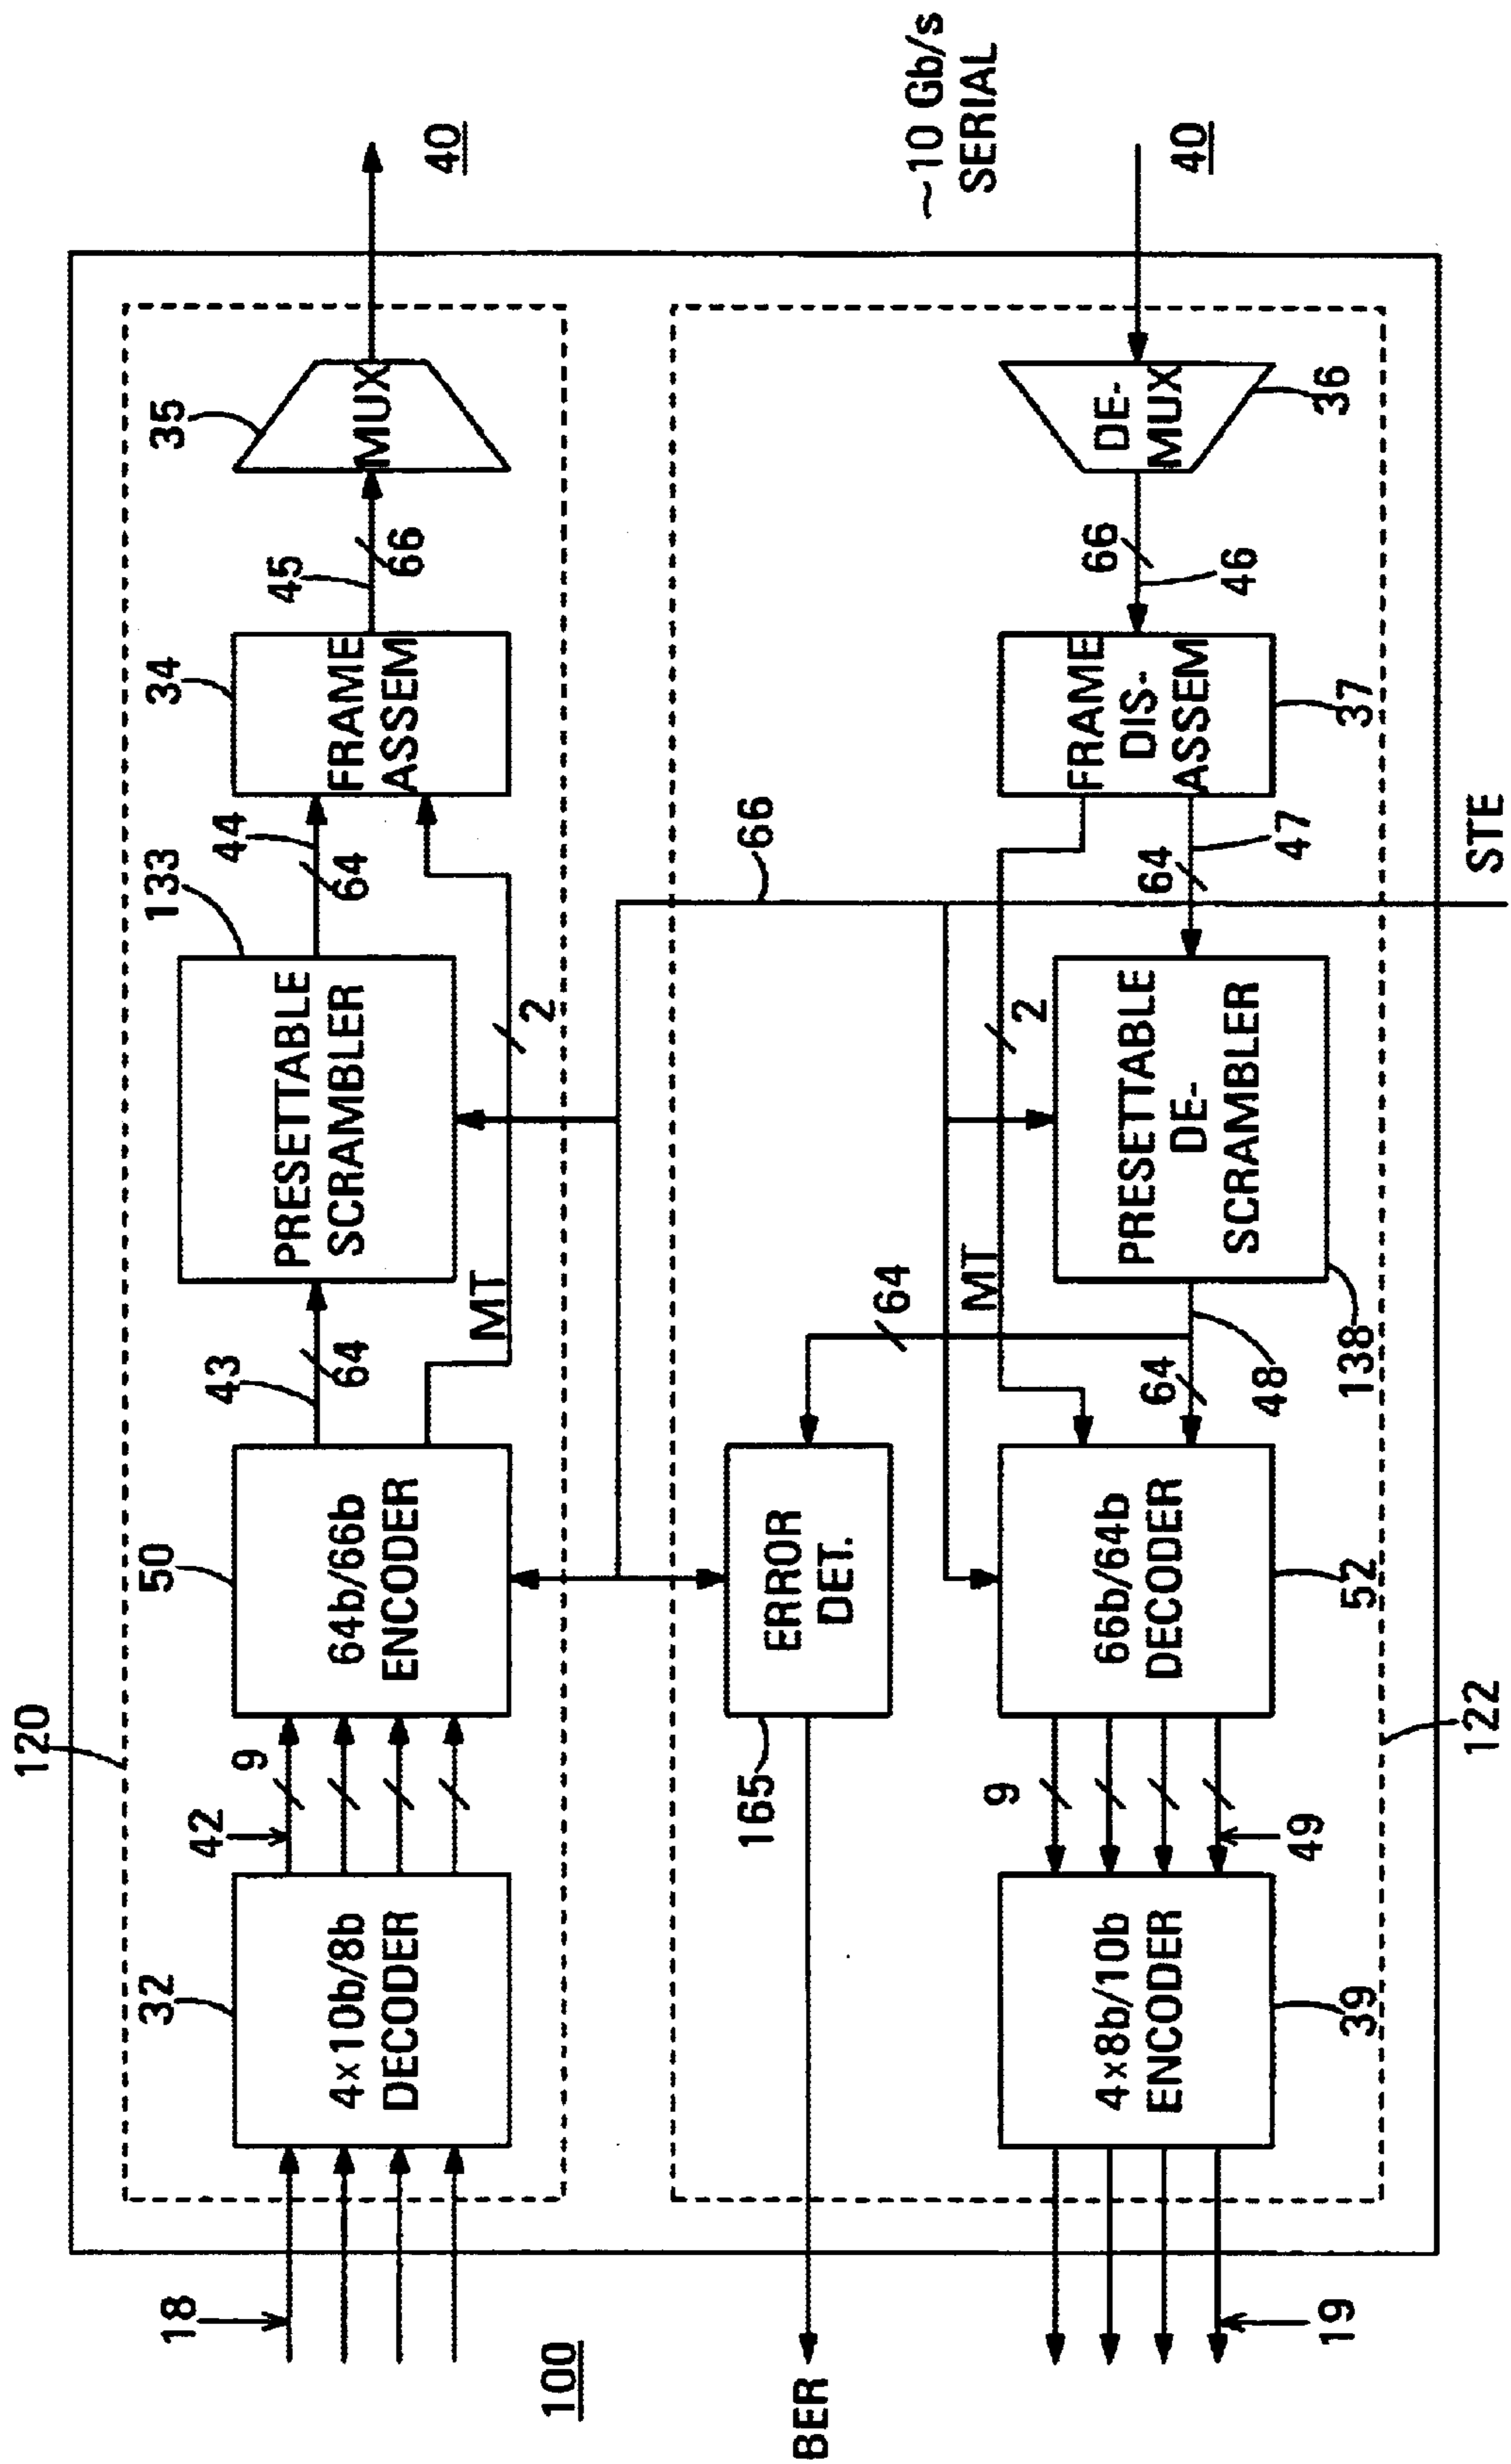 120
18
32
4×10b/8b
DECODER
42
9
50
64b/66b
ENCODER
43
64
MT
133
PRESETTABLE
SCRAMBLER
2
44
64
34
FRAME
ASSEM
45
66
35
MUX
40
100
BER
165
ERROR
DET.
64
66
~10 Gb/s
SERIAL
19
39
4×8b/10b
ENCODER
49
9
52
66b/64b
DECODER
64
48
MT
138
PRESETTABLE
DE-
SCRAMBLER
2
64
47
37
FRAME
DIS-
ASSEM
66
46
36
DE-
MUX
40
122
STE